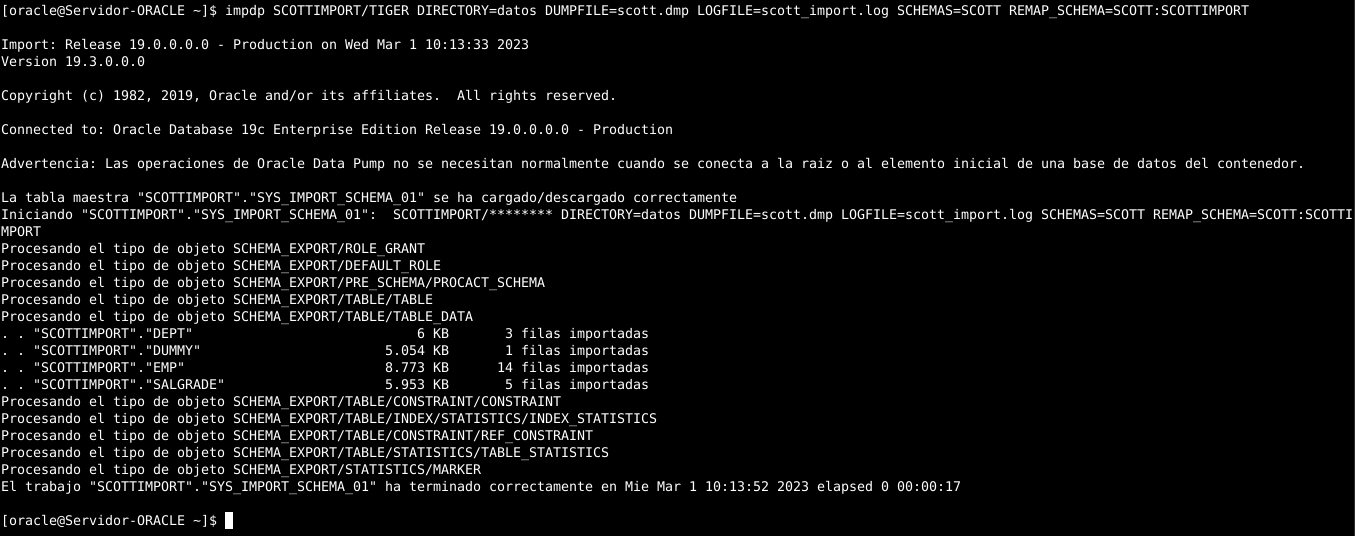 [oracle@Servidor-ORACLE ~]$ impdp SCOTTIMPORT/TIGER DIRECTORY=datos DUMPFILE=scott.dmp LOGFILE=scott_import.log SCHEMAS=SCOTT REMAP_SCHEMA=SCOTT:SCOTTIMPORT
Import: Release 19.0.0.0.0 - Production on Wed Mar 1 10:13:33 2023
Version 19.3.0.0.0
Copyright (c) 1982, 2019, Oracle and/or its affiliates.  All rights reserved.
Connected to: Oracle Database 19c Enterprise Edition Release 19.0.0.0.0 - Production
Advertencia: Las operaciones de Oracle Data Pump no se necesitan normalmente cuando se conecta a la raiz o al elemento inicial de una base de datos del contenedor.
La tabla maestra "SCOTTIMPORT"."SYS_IMPORT_SCHEMA_01" se ha cargado/descargado correctamente
Iniciando "SCOTTIMPORT"."SYS_IMPORT_SCHEMA_01":  SCOTTIMPORT/******** DIRECTORY=datos DUMPFILE=scott.dmp LOGFILE=scott_import.log SCHEMAS=SCOTT REMAP_SCHEMA=SCOTT:SCOTTI
MPORT
Procesando el tipo de objeto SCHEMA_EXPORT/ROLE_GRANT
Procesando el tipo de objeto SCHEMA_EXPORT/DEFAULT_ROLE
Procesando el tipo de objeto SCHEMA_EXPORT/PRE_SCHEMA/PROCACT_SCHEMA
Procesando el tipo de objeto SCHEMA_EXPORT/TABLE/TABLE
Procesando el tipo de objeto SCHEMA_EXPORT/TABLE/TABLE_DATA
. . "SCOTTIMPORT"."DEPT"                            6 KB       3 filas importadas
. . "SCOTTIMPORT"."DUMMY"                       5.054 KB       1 filas importadas
. . "SCOTTIMPORT"."EMP"                         8.773 KB      14 filas importadas
. . "SCOTTIMPORT"."SALGRADE"                    5.953 KB       5 filas importadas
Procesando el tipo de objeto SCHEMA_EXPORT/TABLE/CONSTRAINT/CONSTRAINT
Procesando el tipo de objeto SCHEMA_EXPORT/TABLE/INDEX/STATISTICS/INDEX_STATISTICS
Procesando el tipo de objeto SCHEMA_EXPORT/TABLE/CONSTRAINT/REF_CONSTRAINT
Procesando el tipo de objeto SCHEMA_EXPORT/TABLE/STATISTICS/TABLE_STATISTICS
Procesando el tipo de objeto SCHEMA_EXPORT/STATISTICS/MARKER
El trabajo "SCOTTIMPORT"."SYS_IMPORT_SCHEMA_01" ha terminado correctamente en Mie Mar 1 10:13:52 2023 elapsed 0 00:00:17
[oracle@Servidor-ORACLE ~]$